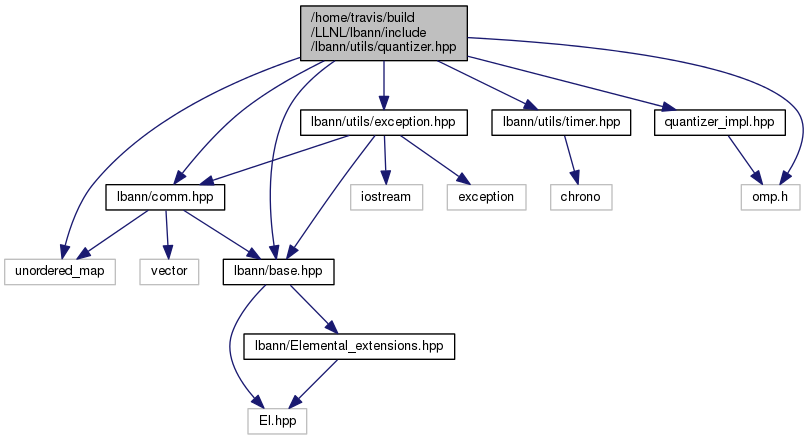 /home/travis/build
/LLNL/lbann/include
/lbann/utils/quantizer.hpp
lbann/utils/exception.hpp
lbann/utils/timer.hpp
quantizer_impl.hpp
lbann/comm.hpp
iostream
exception
chrono
omp.h
unordered_map
vector
lbann/base.hpp
lbann/Elemental_extensions.hpp
El.hpp